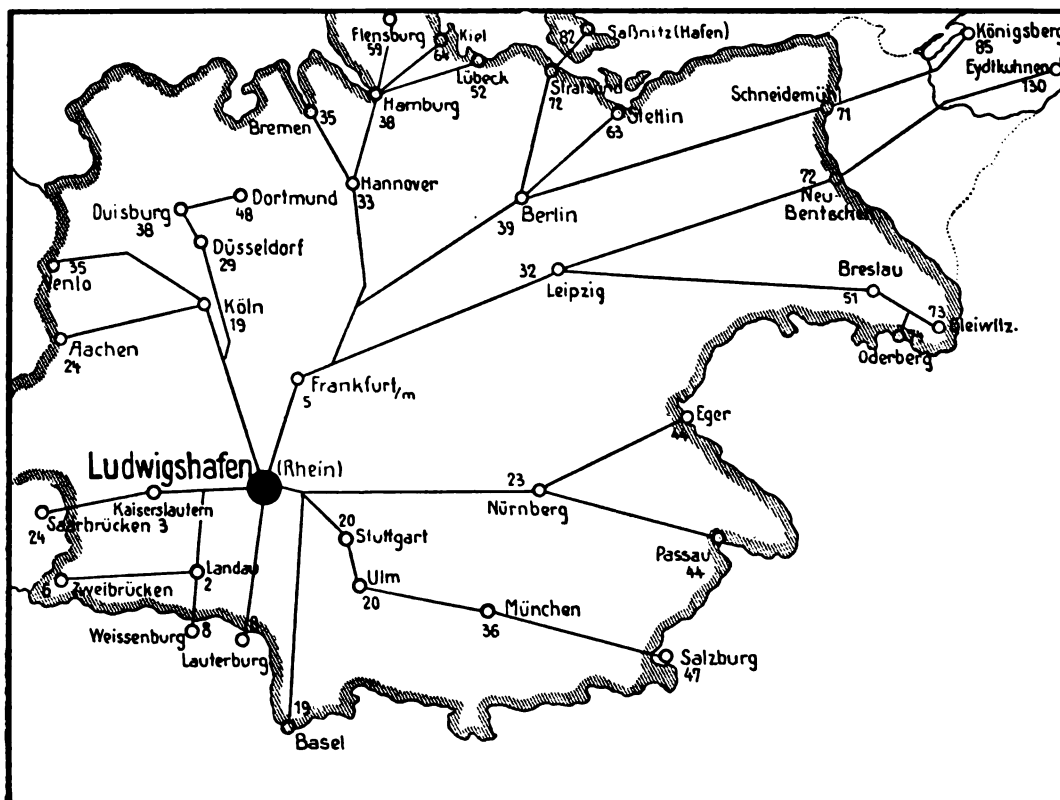 Flensburg
59
Kiel
64
82
Saßnitz (Hafen)
Königsberg
85
Lübeck
52
Stralsund
72
Eydtkuhnen
130
Hamburg
38
Schneidemühl
71
Bremen
35
Stettin
63
Hannover
33
72
Neu-
Bentschen
Dortmund
48
Duisburg
38
Berlin
39
Düsseldorf
29
35
Venlo
32
Leipzig
Breslau
51
Köln
19
73
Gleiwitz.
74
Oderberg
Aachen
24
Frankfurt/m
5
Eger
44
Ludwigshafen (Rhein)
23
Nürnberg
Kaiserslautern
3
Saarbrücken
24
20
Stuttgart
Passau
44
Landau
2
Ulm
20
6
Zweibrücken
München
36
Weissenburg
8
Lauterburg
Salzburg
47
19
Basel